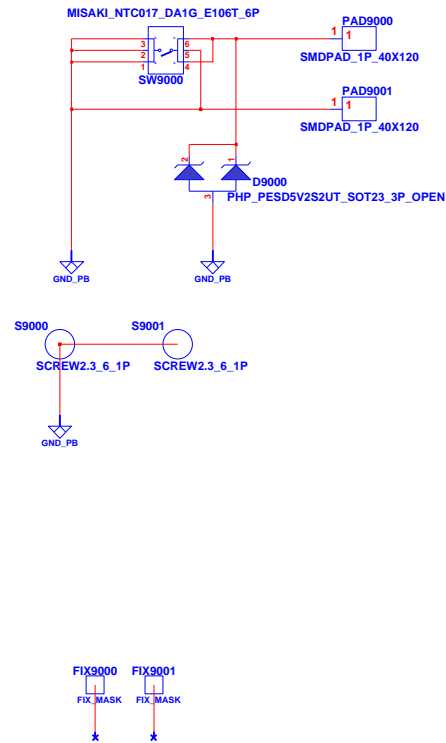 MISAKI_NTC017_DA1G_E106T_6P
3 6
2 5
1 4
SW9000
PAD9000
1 1
SMDPAD_1P_40X120
PAD9001
1 1
SMDPAD_1P_40X120
2 1
D9000
3 PHP_PESD5V2S2UT_SOT23_3P_OPEN
GND_PB GND_PB
S9000 S9001
SCREW2.3_6_1P SCREW2.3_6_1P
GND_PB
FIX9000 FIX9001
FIX_MASK FIX_MASK